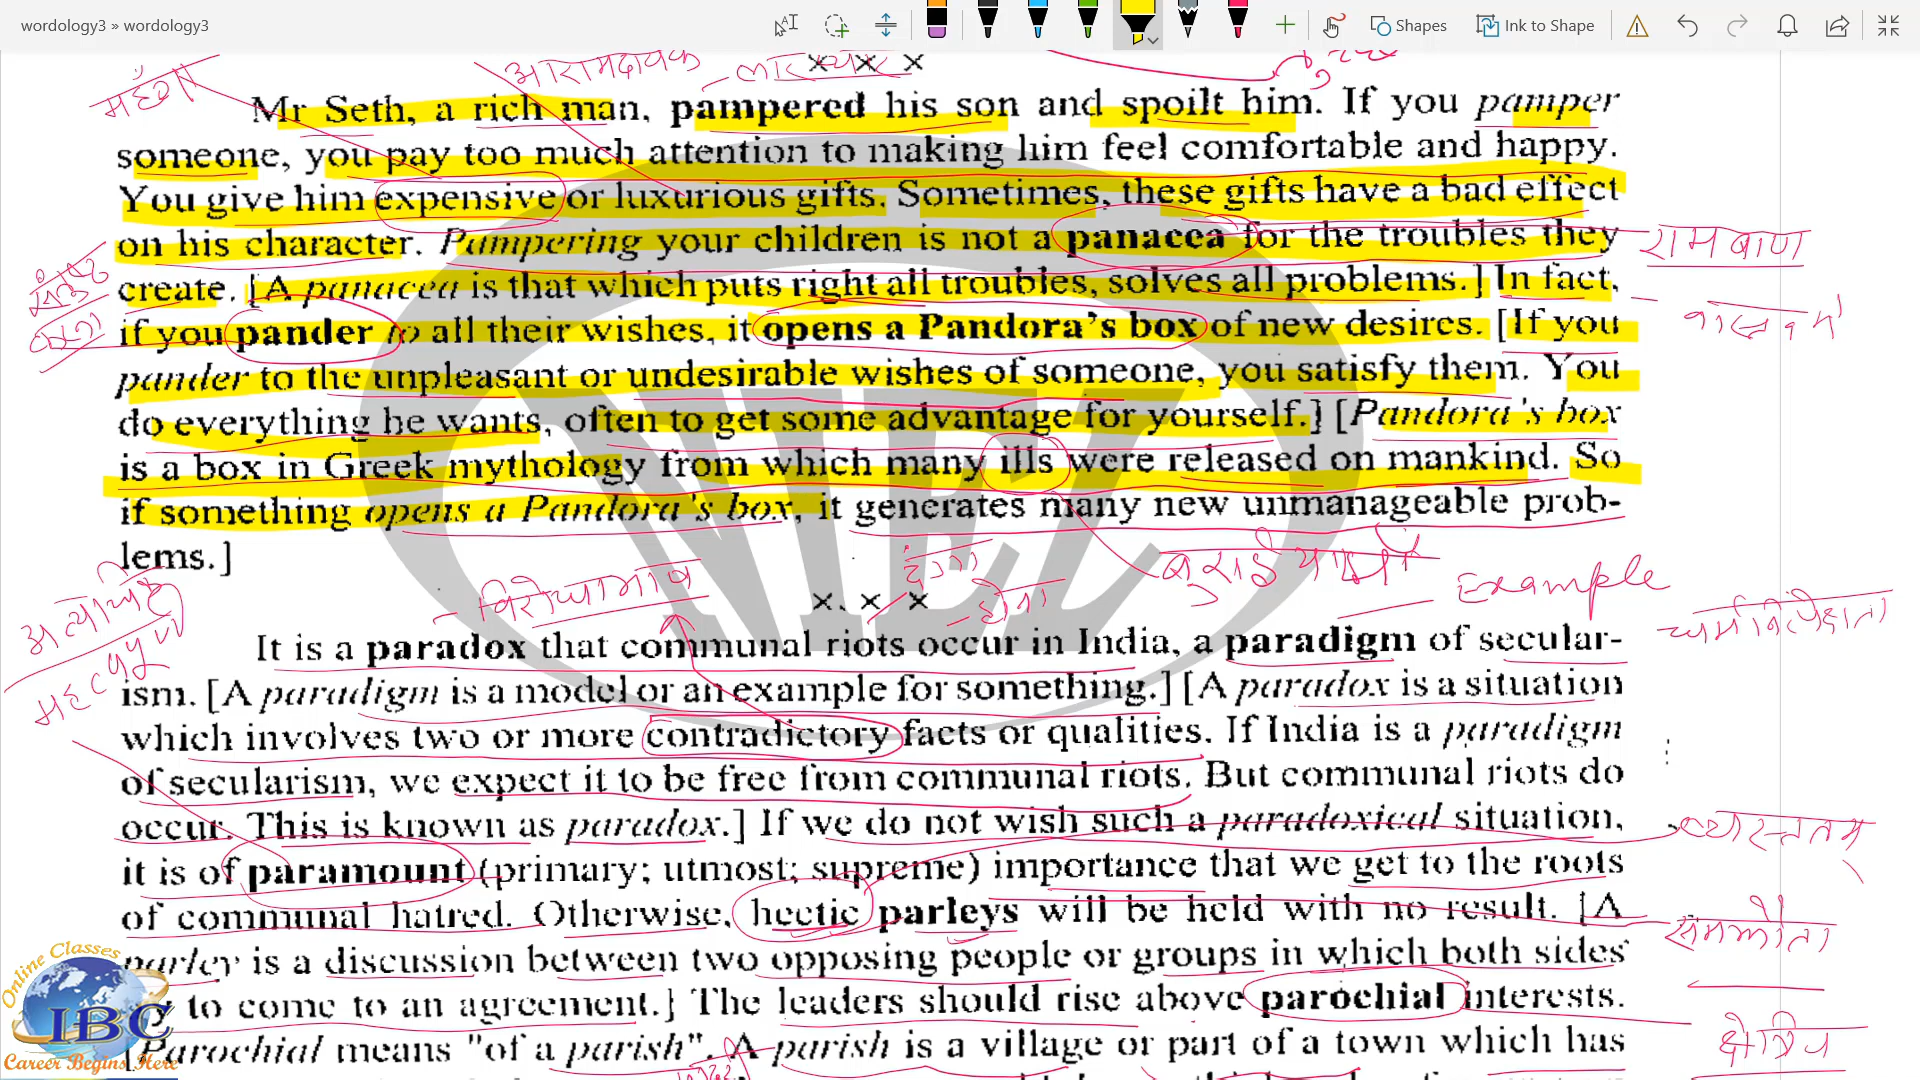 wordology3 » wordology3
Shapes
Ink to Shape
महँगा
आरामदायक
x x x
Mr Seth, a rich man, pampered his son and spoilt him. If you pamper
someone, you pay too much attention to making him feel comfortable and happy.
You give him expensive or luxurious gifts. Sometimes, these gifts have a bad effect
on his character. Pampering your children is not a panacea for the troubles they
रामबाण
create. [A panacea is that which puts right all troubles, solves all problems.] In fact,
if you pander to all their wishes, it opens a Pandora's box of new desires. [If you
pander to the unpleasant or undesirable wishes of someone, you satisfy them. You
do everything he wants, often to get some advantage for yourself.] [Pandora's box
is a box in Greek mythology from which many ills were released on mankind. So
if something opens a Pandora's box, it generates many new unmanageable prob-
lems.]
NIEZ
Example
दंगा
होना
x x x
It is a paradox that communal riots occur in India, a paradigm of secular-
ism. [A paradigm is a model or an example for something.] [A paradox is a situation
which involves two or more contradictory facts or qualities. If India is a paradigm
of secularism, we expect it to be free from communal riots. But communal riots do
occur. This is known as paradox.] If we do not wish such a paradoxical situation,
it is of paramount (primary; utmost; supreme) importance that we get to the roots
of communal hatred. Otherwise, hectic parleys will be held with no result. [A
समझौता
parley is a discussion between two opposing people or groups in which both sides
to come to an agreement.] The leaders should rise above parochial interests.
[Parochial means "of a parish". A parish is a village or part of a town which has
क्षेत्रिय
Online Classes
IBC
Career Begins Here